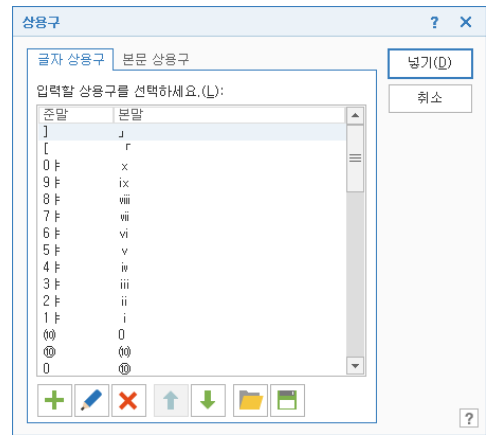 상용구 ? ×
글자 상용구 본문 상용구
넣기(D)
입력할 상용구를 선택하세요.(L):
취소
준말 본말
] 」
[ 「
0ㅑ ⅹ
9ㅑ ⅸ
8ㅑ ⅷ
7ㅑ ⅶ
6ㅑ ⅵ
5ㅑ ⅴ
4ㅑ ⅳ
3ㅑ ⅲ
2ㅑ ⅱ
1ㅑ ⅰ
⑽ 0
⑩ ⑽
0 ⑩
?